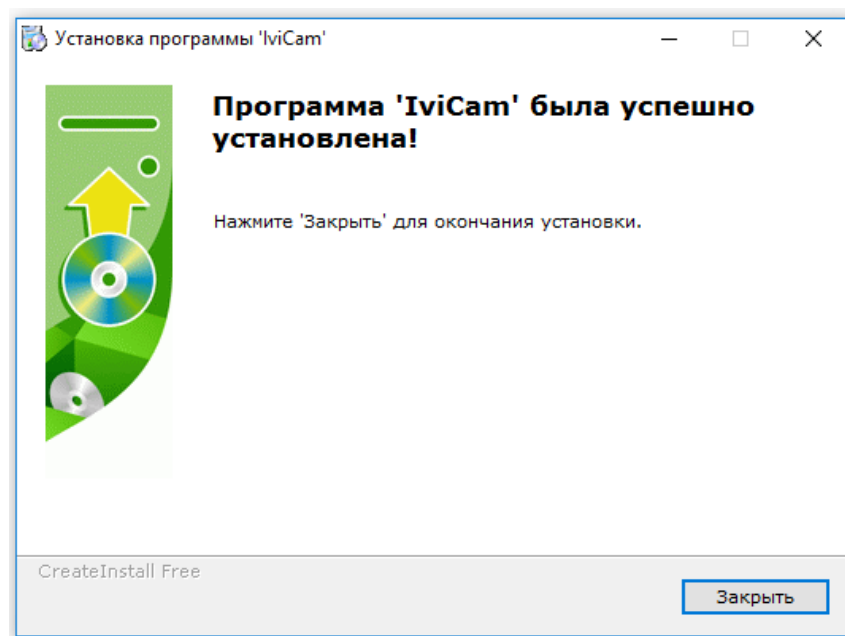 Установка программы 'IviCam'
Программа 'IviCam' была успешно
установлена!
Нажмите 'Закрыть' для окончания установки.
CreateInstall Free
Закрыть